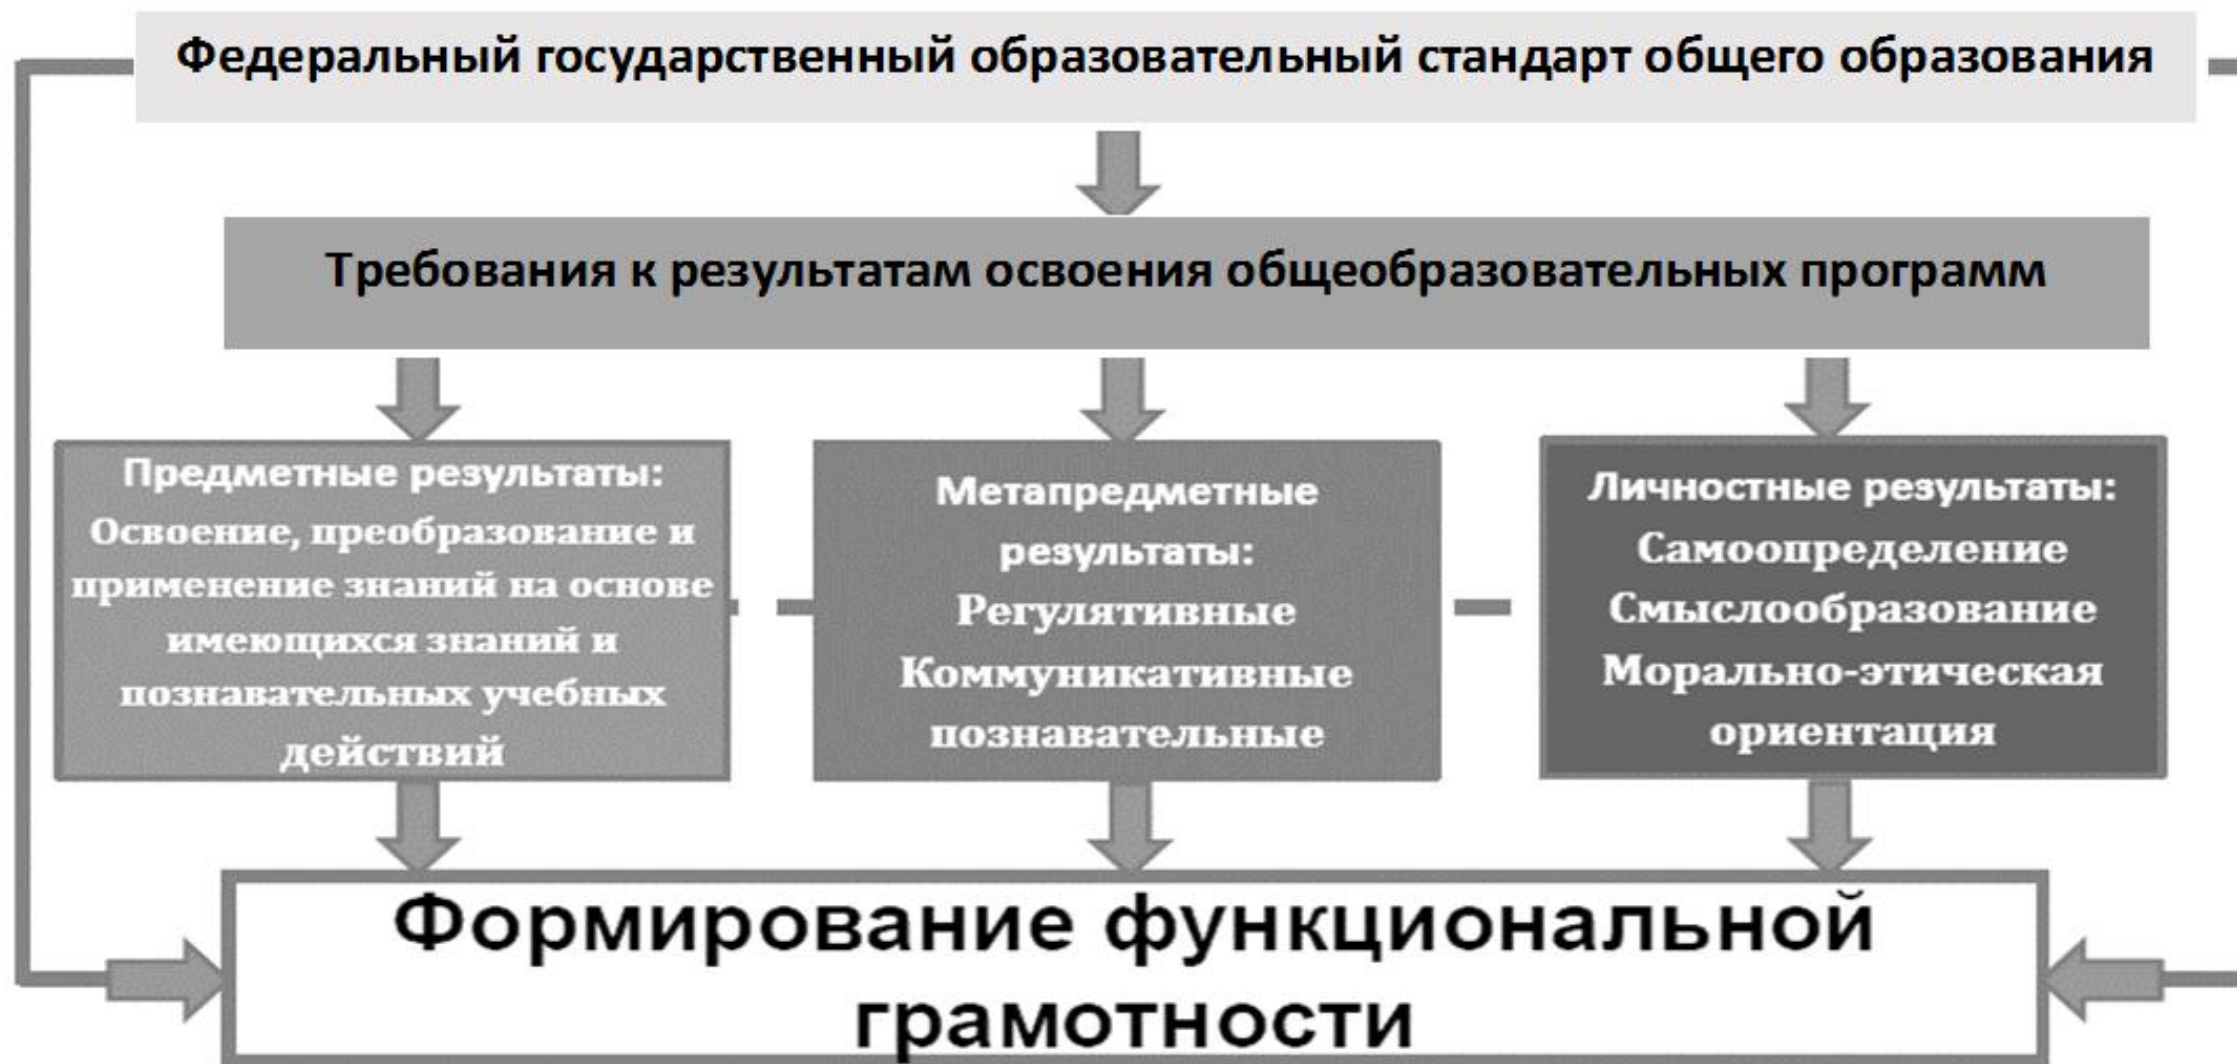 Федеральный государственный образовательный стандарт общего образования
Требования к результатам освоения общеобразовательных программ
Предметные результаты:
Освоение, преобразование и
применение знаний на основе
имеющихся знаний и
познавательных учебных
действий
Метапредметные
результаты:
Регулятивные
Коммуникативные
познавательные
Личностные результаты:
Самоопределение
Смыслообразование
Морально-этическая
ориентация
Формирование функциональной
грамотности